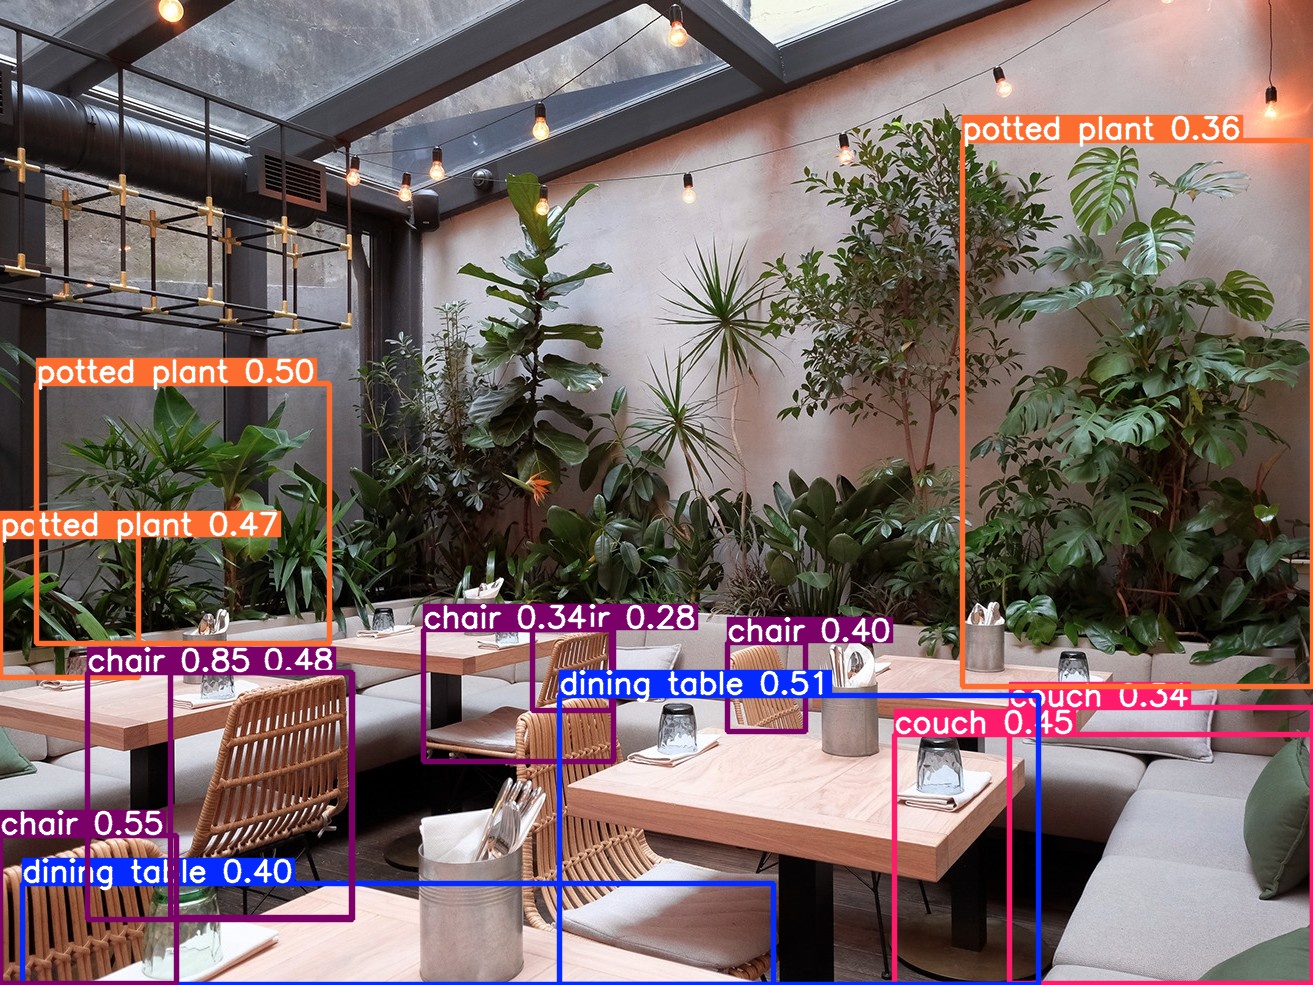 potted plant 0.36
potted plant 0.50
potted plant 0.47
chair 0.34ir 0.28
chair 0.40
chair 0.85 0.48
dining table 0.51
couch 0.34
couch 0.45
chair 0.55
dining table 0.40